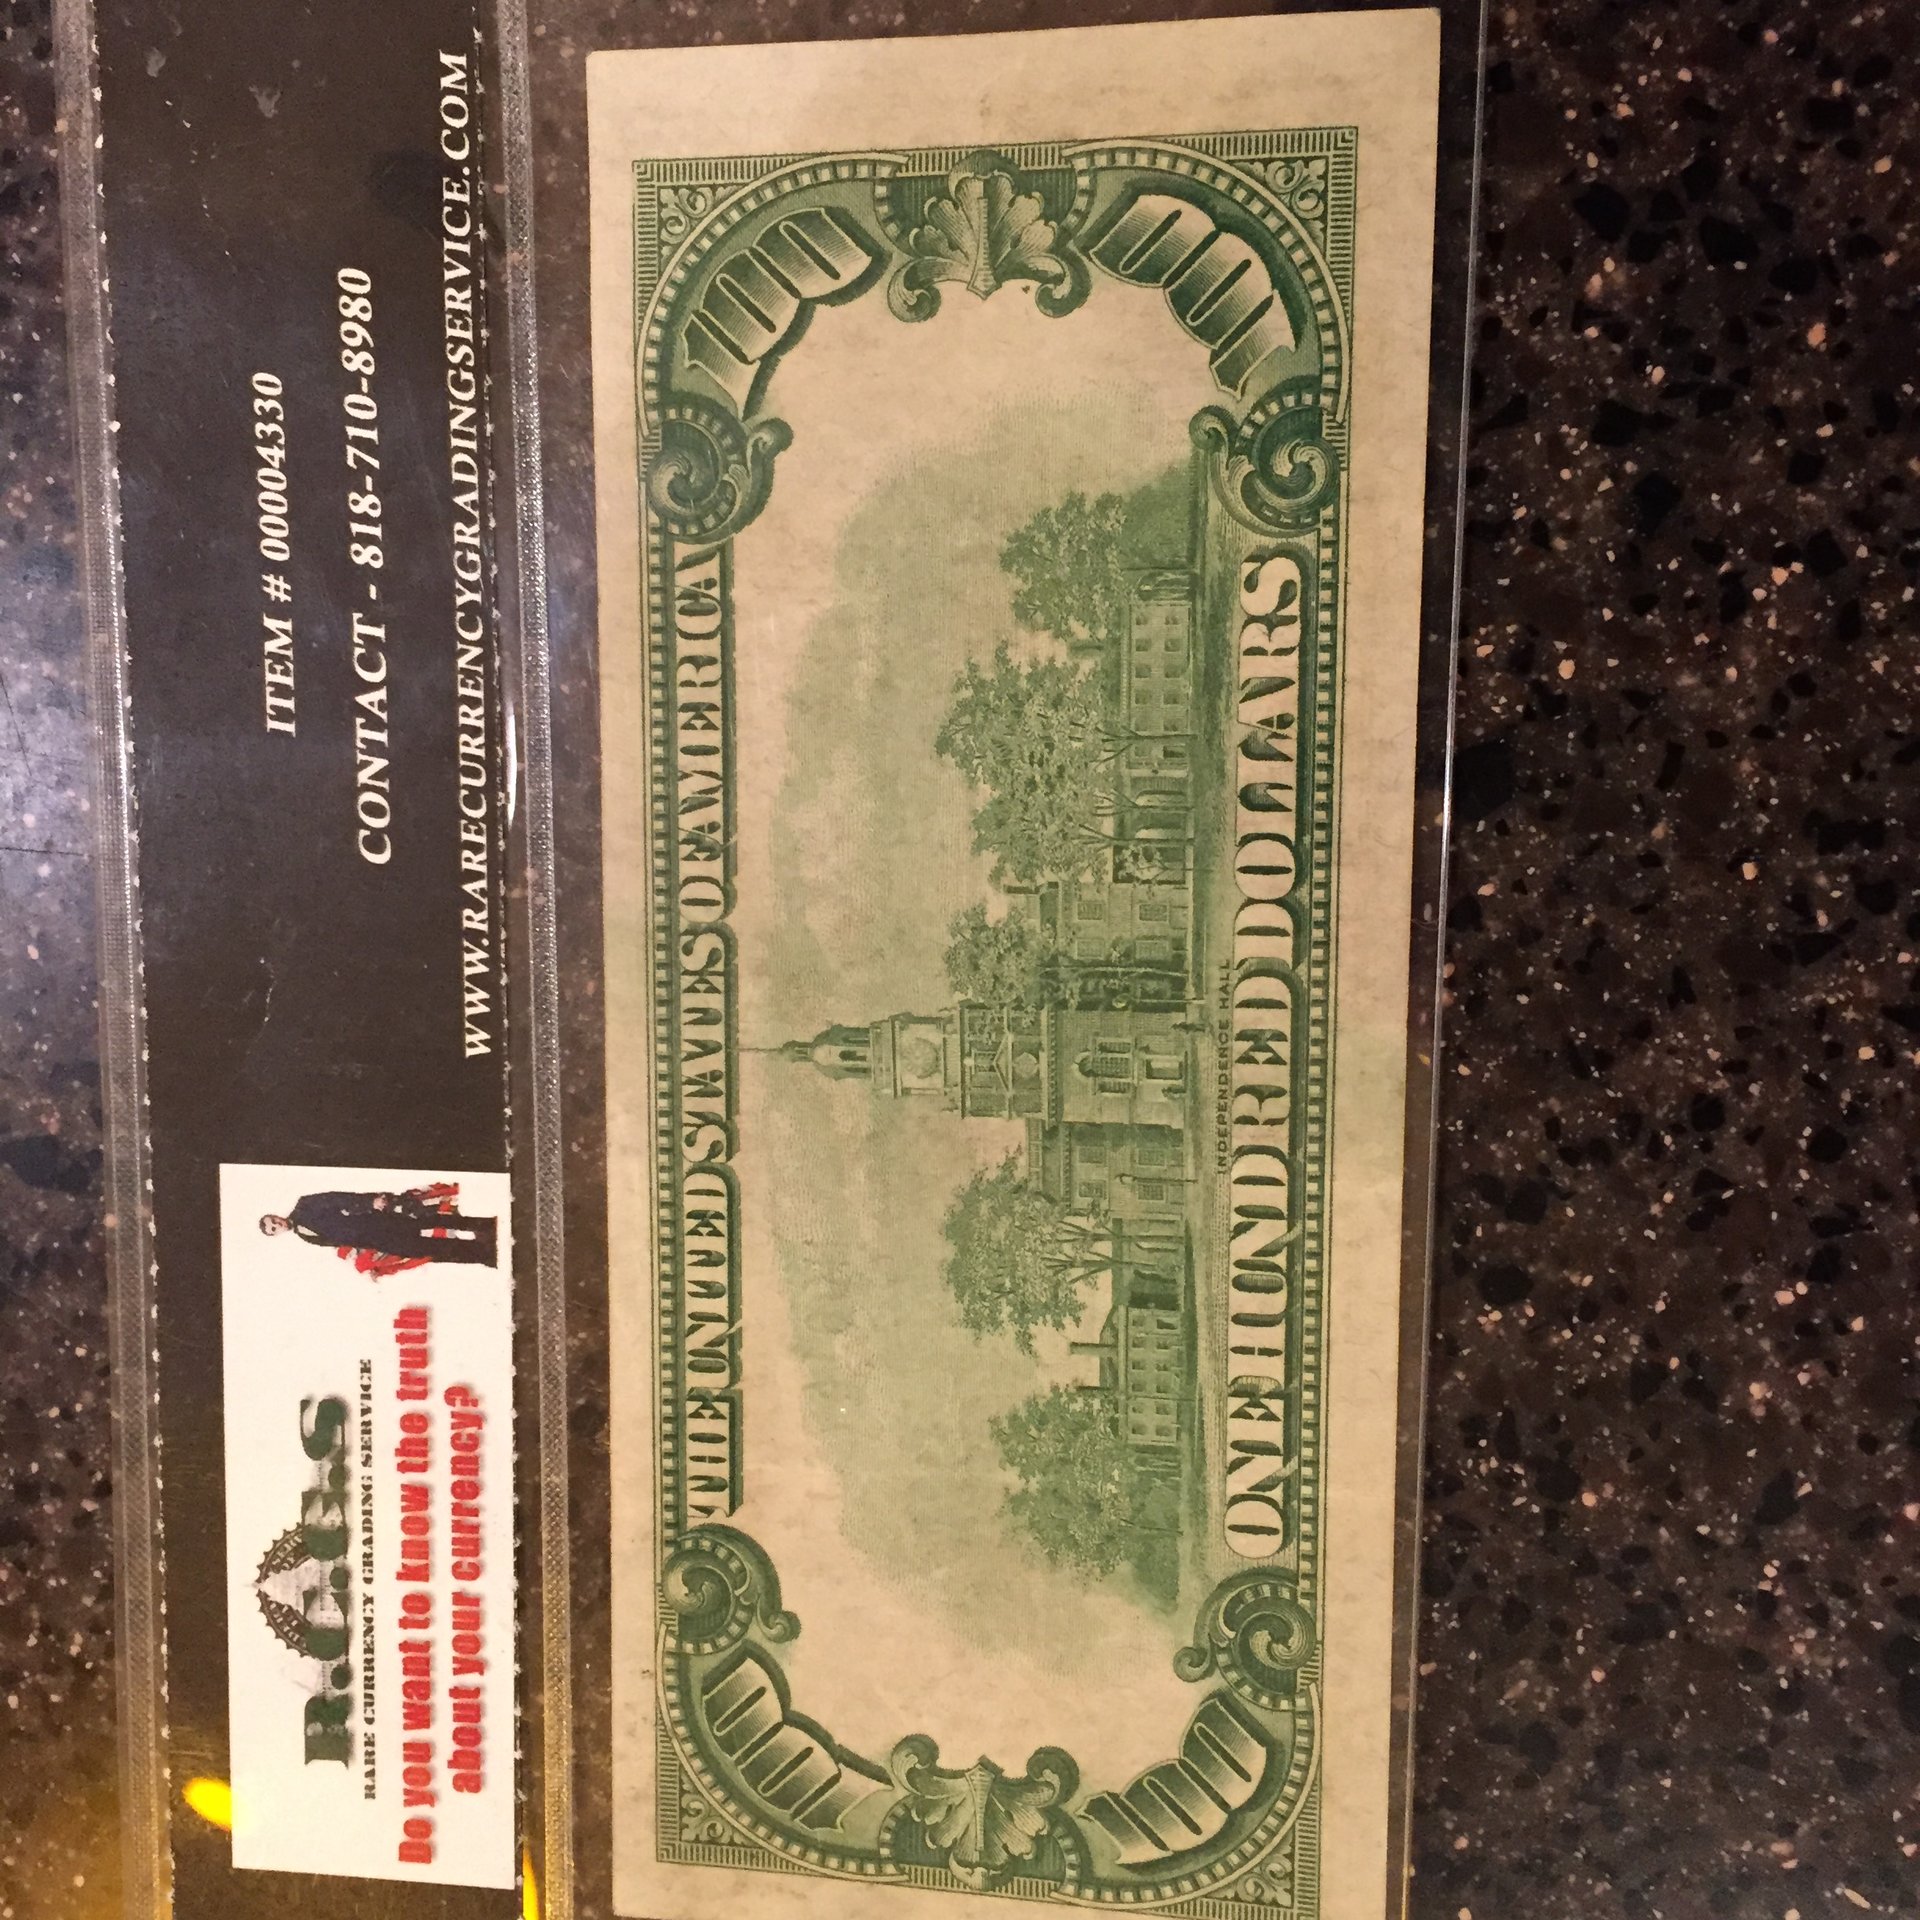 R.C.G.S
RARE CURRENCY GRADING SERVICE
Do you want to know the truth
about your currency?
ITEM # 00004330
CONTACT - 818-710-8980
WWW.RARECURRENCYGRADINGSERVICE.COM
100
THE UNITED STATES OF AMERICA
100
INDEPENDENCE HALL
100
ONE HUNDRED DOLLARS
100